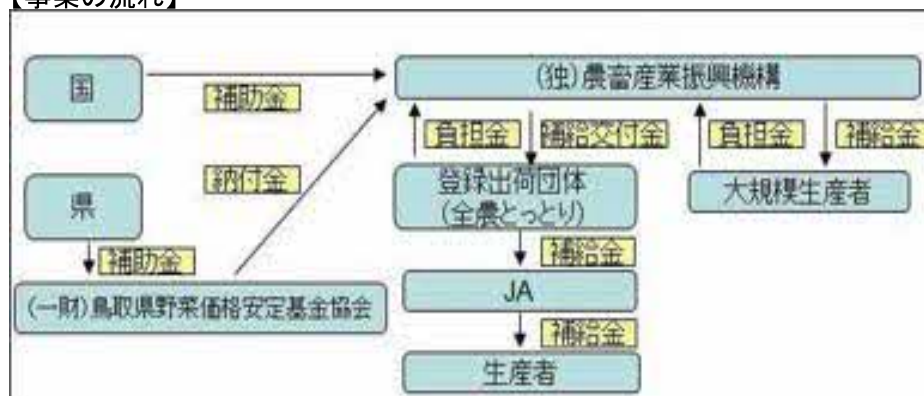 【事業の流れ】
国
補助金
(独)農畜産業振興機構
納付金
負担金
補給交付金
負担金
補給金
県
登録出荷団体
(全農とっとり)
大規模生産者
補助金
補給金
(一財)鳥取県野菜価格安定基金協会
JA
補給金
生産者